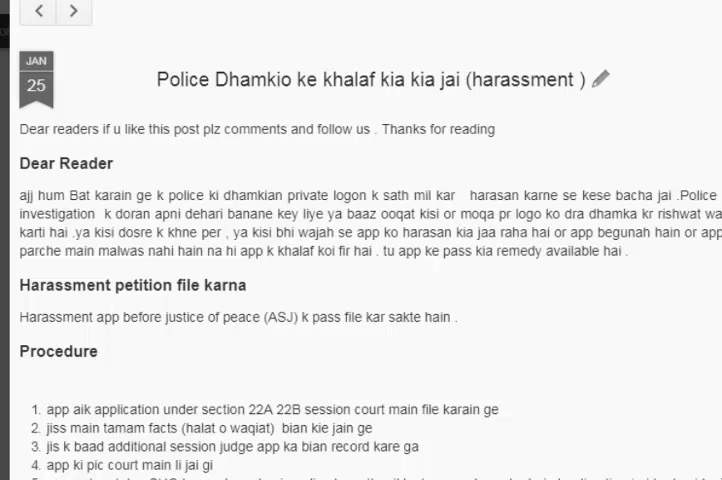 JAN
25
Police Dhamkio ke khalaf kia kia jai (harassment )
Dear readers if u like this post plz comments and follow us . Thanks for reading
Dear Reader
ajj hum Bat karain ge k police ki dhamkian private logon k sath mil kar harasan karne se kese bacha jai .Police
investigation k doran apni dehari banane key liye ya baaz ooqat kisi or moqa pr logo ko dra dhamka kr rishwat
karti hai .ya kisi dosre k khne per , ya kisi bhi wajah se app ko harasan kia jaa raha hai or app begunah hain or app
parche main malwas nahi hain na hi app k khalaf koi fir hai . tu app ke pass kia remedy available hai .
Harassment petition file karna
Harassment app before justice of peace (ASJ) k pass file kar sakte hain .
Procedure
1. app aik application under section 22A 22B session court main file karain ge
2. jiss main tamam facts (halat o waqiat) bian kie jain ge
3. jis k baad additional session judge app ka bian record kare ga
4. app ki pic court main li jai gi